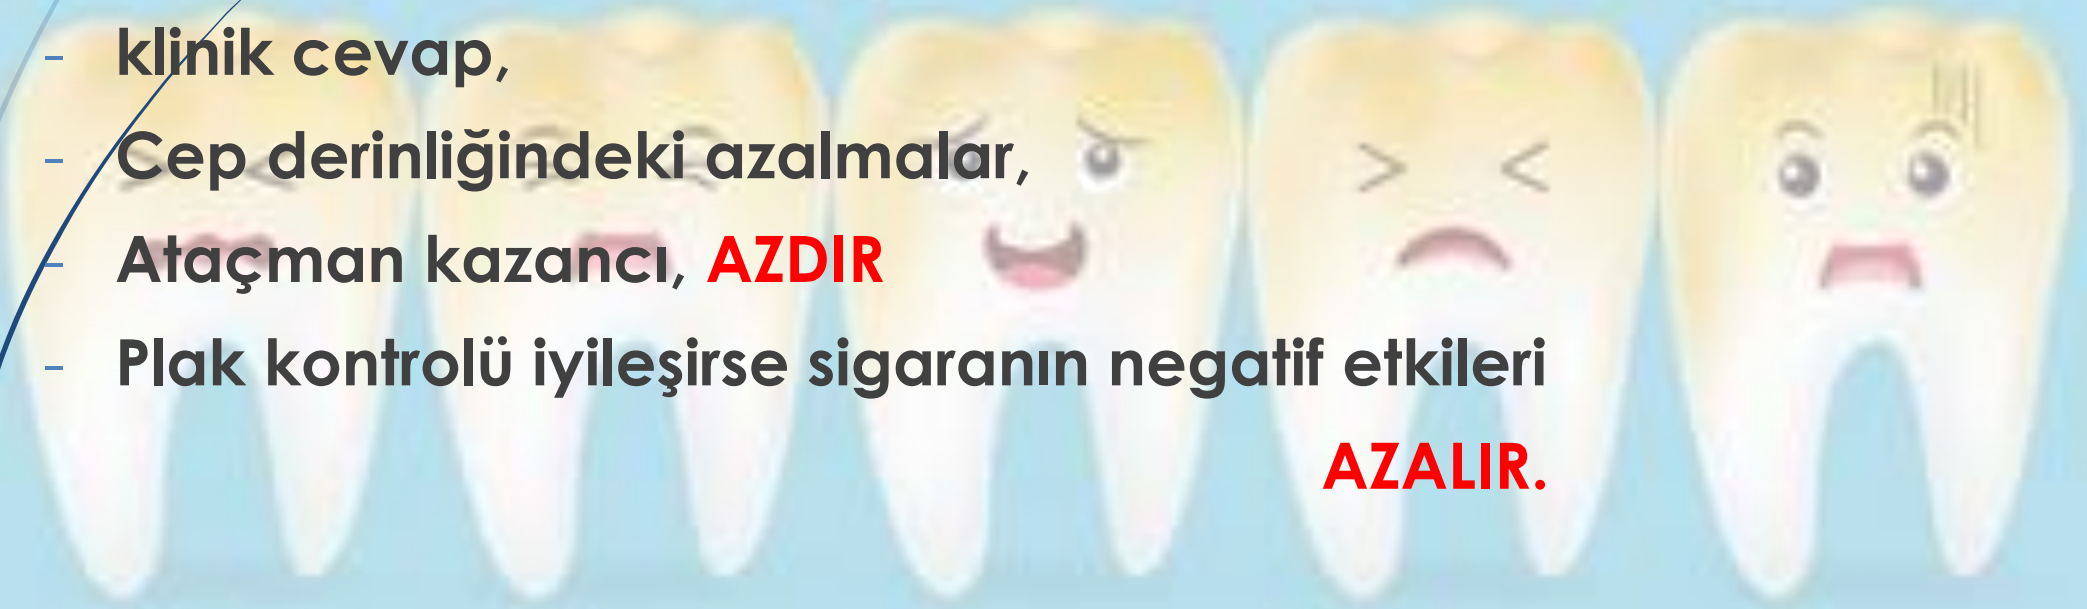 - klinik cevap,
- Cep derinliğindeki azalmalar,
- Ataçman kazancı, AZDIR
- Plak kontrolü iyileşirse sigaranın negatif etkileri
AZALIR.